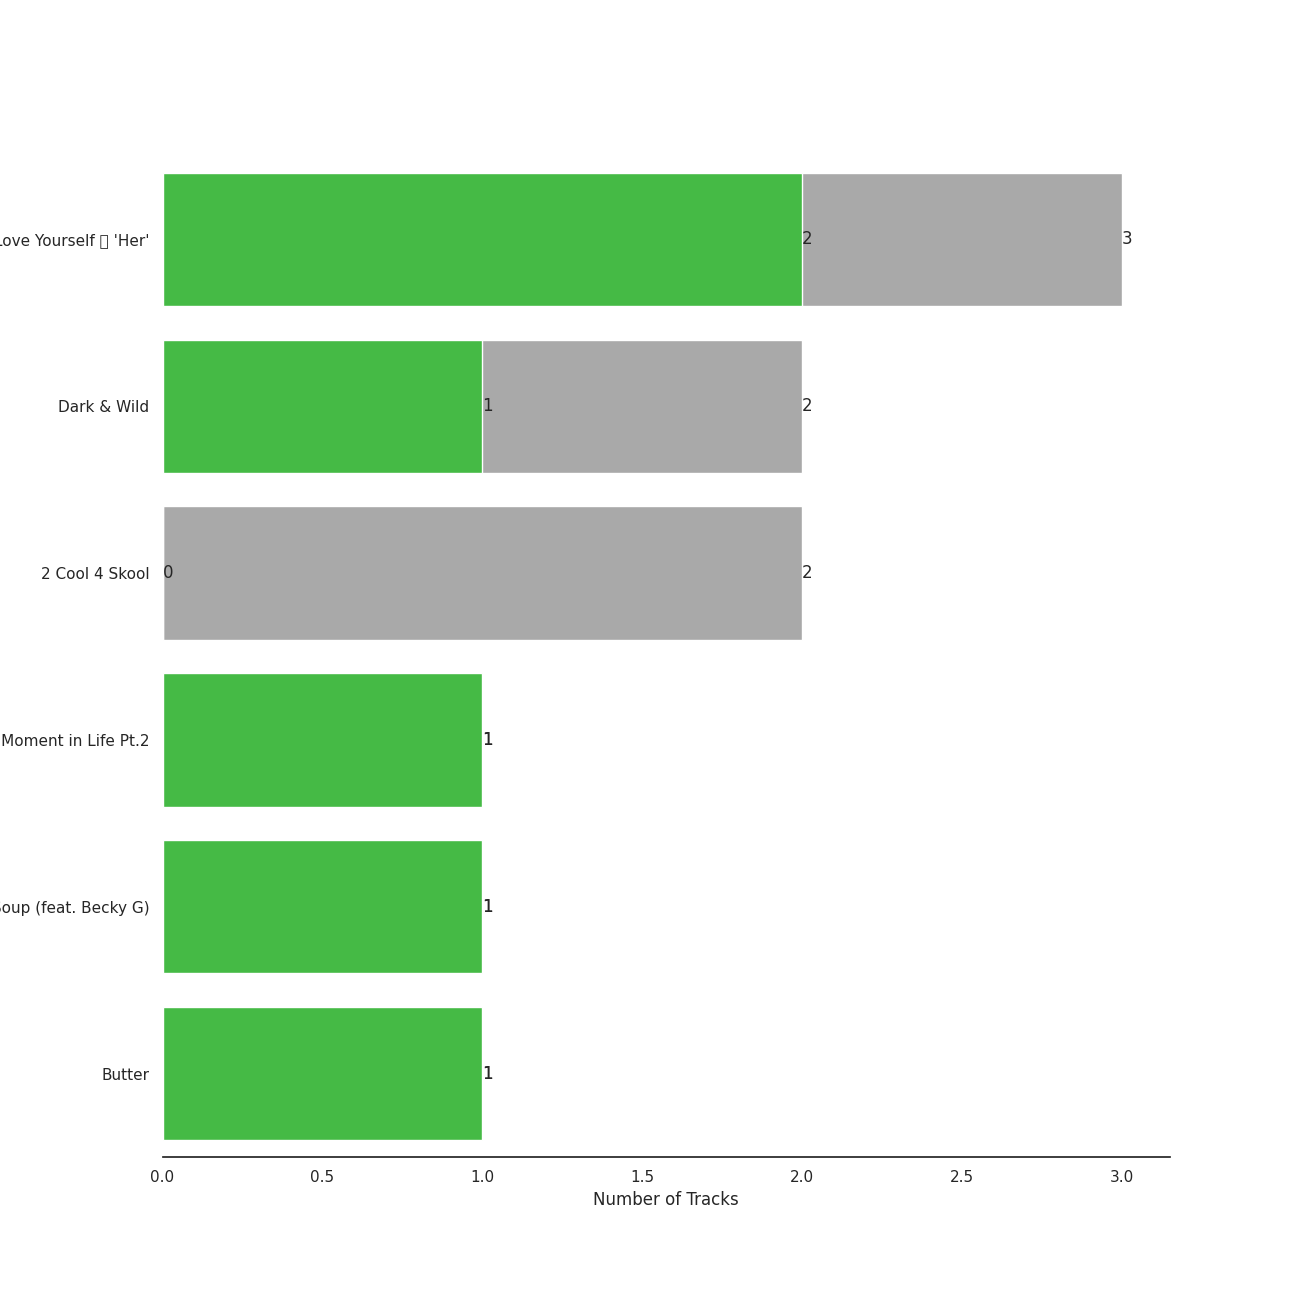 Love Yourself 'Her'
2
3
Dark & Wild
1
2
2 Cool 4 Skool
0
2
Moment in Life Pt.2
1
Soup (feat. Becky G)
1
Butter
1
0.0 0.5 1.0 1.5 2.0 2.5 3.0
Number of Tracks